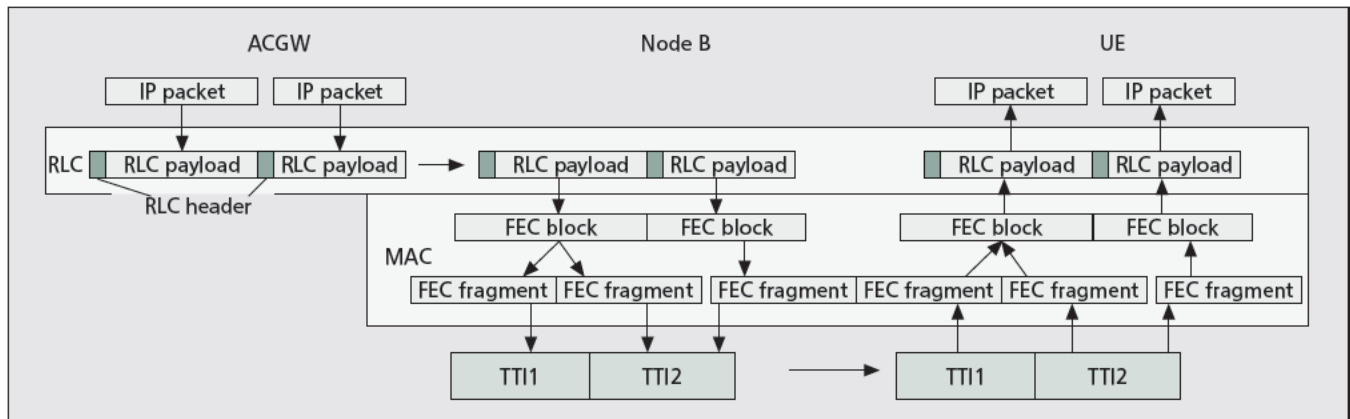 ACGW Node B UE
IP packet IP packet IP packet IP packet
RLC RLC payload RLC payload RLC payload RLC payload RLC payload RLC payload
RLC header
FEC block FEC block FEC block FEC block
MAC
FEC fragment FEC fragment FEC fragment FEC fragment FEC fragment FEC fragment
TTI1 TTI2 TTI1 TTI2